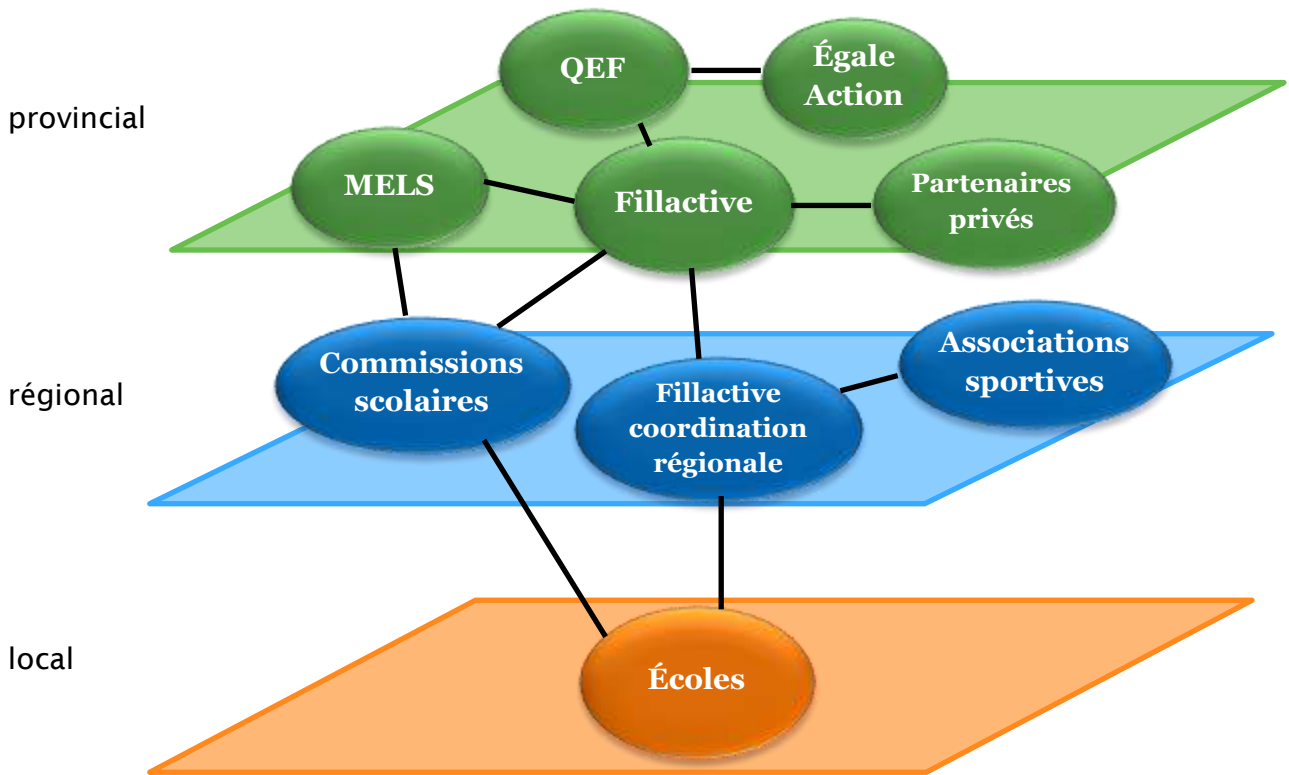 QEF
Égale
Action
provincial
MELS
Fillactive
Partenaires
privés
Commissions
scolaires
Associations
sportives
régional
Fillactive
coordination
régionale
local
Écoles